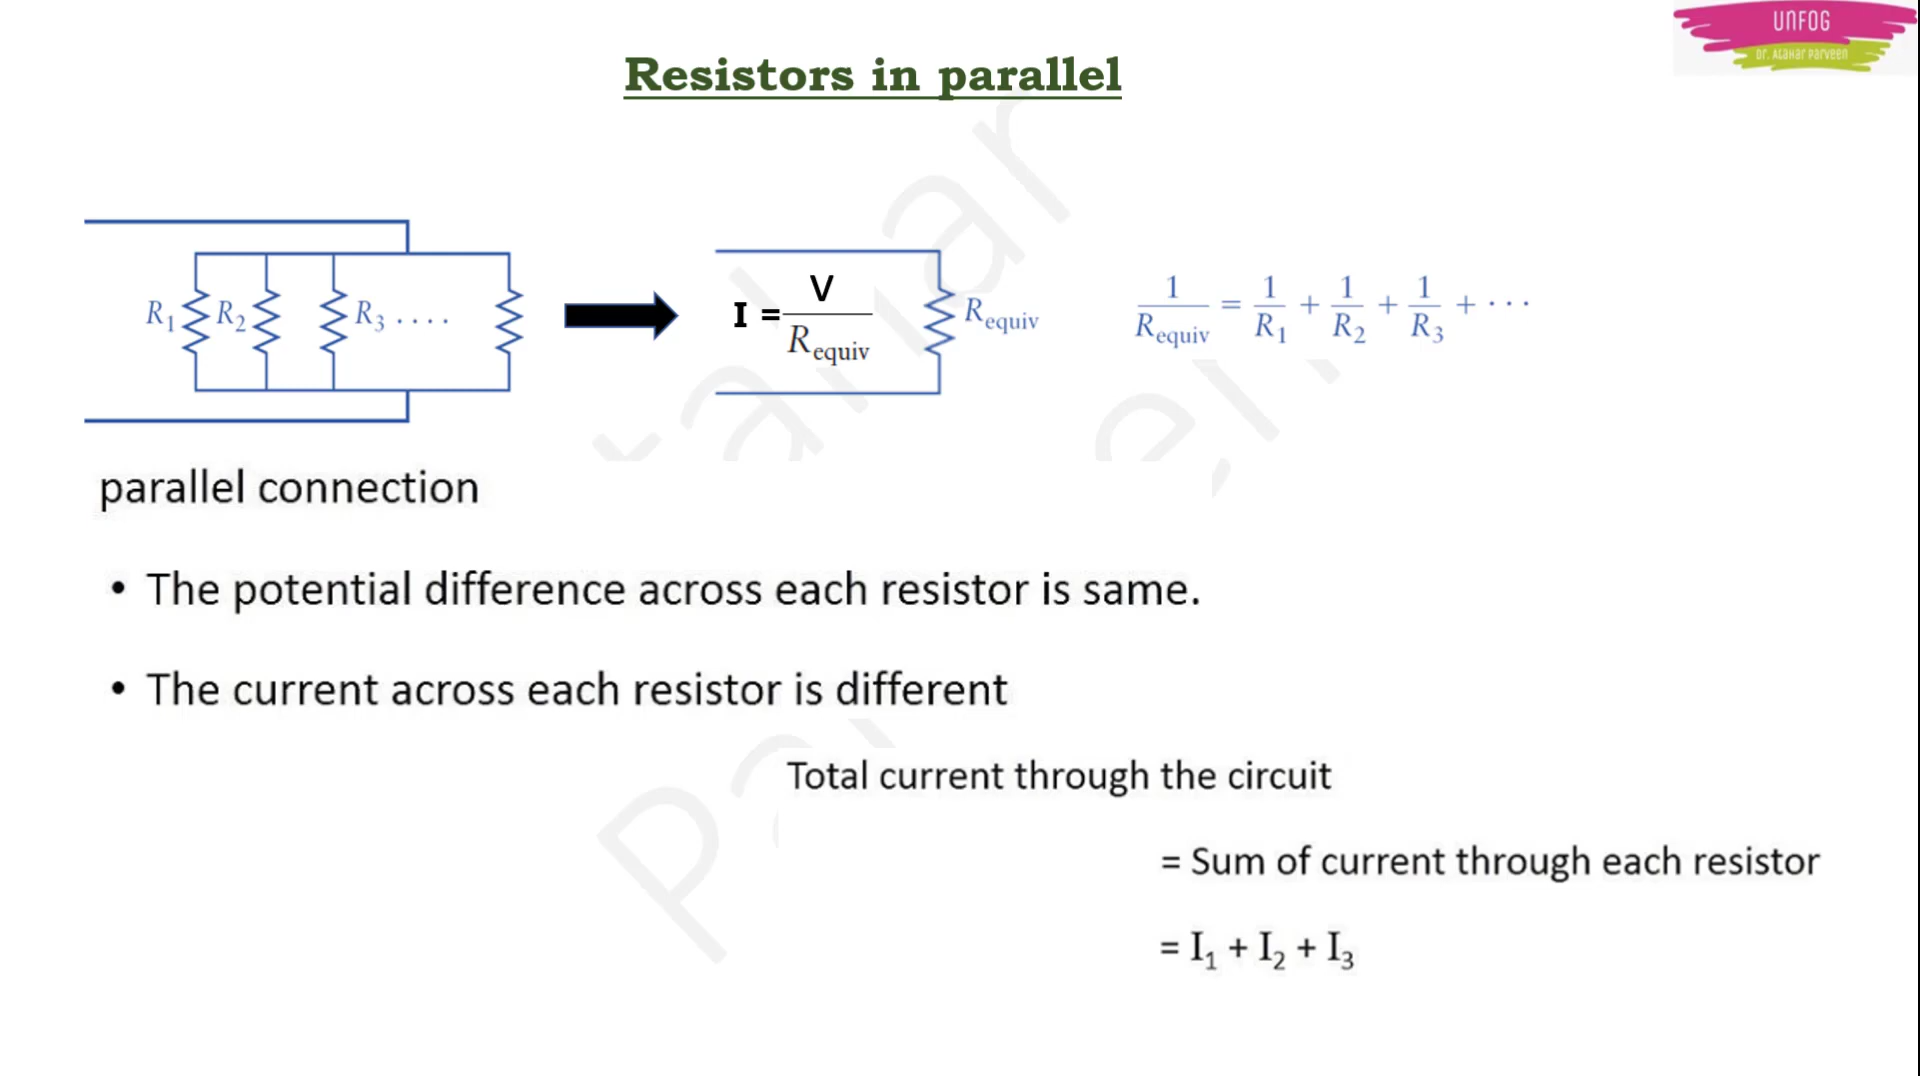 UNFOG
Dr. Atahar Parveen
Resistors in parallel
R₁ R₂ R₃ ....
I = V / R_equiv
R_equiv
1/R_equiv = 1/R₁ + 1/R₂ + 1/R₃ + ···
parallel connection
• The potential difference across each resistor is same.
• The current across each resistor is different
Total current through the circuit
= Sum of current through each resistor
= I₁ + I₂ + I₃